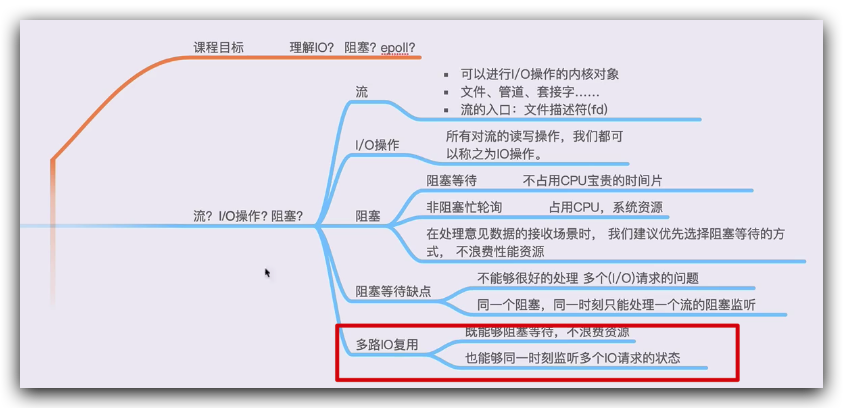 课程目标 理解IO? 阻塞? epoll?
流
▪ 可以进行I/O操作的内核对象
▪ 文件、管道、套接字……
▪ 流的入口：文件描述符(fd)
I/O操作
所有对流的读写操作，我们都可
以称之为IO操作。
流? I/O操作? 阻塞?
阻塞
阻塞等待 不占用CPU宝贵的时间片
非阻塞忙轮询 占用CPU，系统资源
在处理意见数据的接收场景时， 我们建议优先选择阻塞等待的方
式， 不浪费性能资源
阻塞等待缺点
不能够很好的处理 多个(I/O)请求的问题
同一个阻塞，同一时刻只能处理一个流的阻塞监听
多路IO复用
既能够阻塞等待，不浪费资源
也能够同一时刻监听多个IO请求的状态